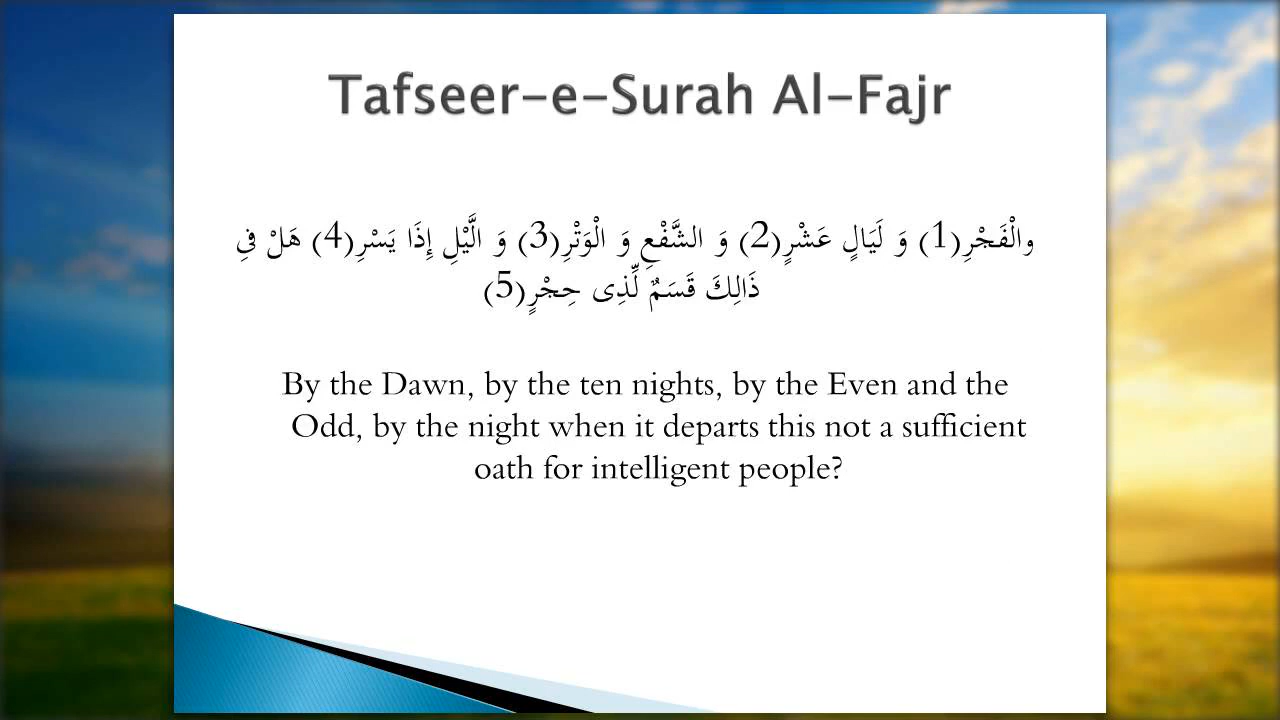 Tafseer-e-Surah Al-Fajr
والْفَجْرِ(1) وَ لَيَالٍ عَشْرٍ(2) وَ الشَّفْعِ وَ الْوَتْرِ(3) وَ الَّيْلِ إِذَا يَسْرِ(4) هَلْ فىِ
ذَالِكَ قَسَمٌ لِّذِى حِجْرٍ(5)
By the Dawn, by the ten nights, by the Even and the
Odd, by the night when it departs this not a sufficient
oath for intelligent people?